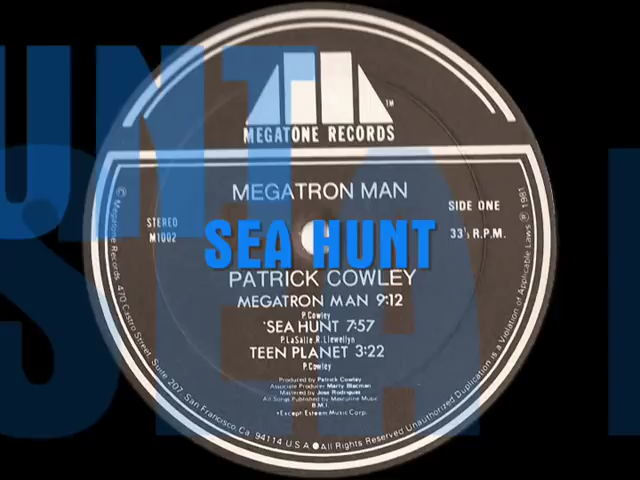 MEGATONE RECORDS
TM
MEGATRON MAN
SIDE ONE
STEREO
M1002
33⅓ R.P.M.
SEA HUNT
PATRICK COWLEY
MEGATRON MAN 9:12
P.Cowley
*SEA HUNT 7:57
P.LaSalle, R.Llewellyn
TEEN PLANET 3:22
P.Cowley
Produced by Patrick Cowley
Associate Producer Marty Blecman
Mastered by Jose Rodriguez
All Songs Published by Masculine Music
B.M.I.
*Except Esteem Music Corp.
© Megatone Records, 470 Castro Street, Suite 207, San Francisco, Ca. 94114 U S A ● All Rights Reserved Unauthorized Duplication is a Violation of Applicable Laws ℗ 1981
UNT
SEA